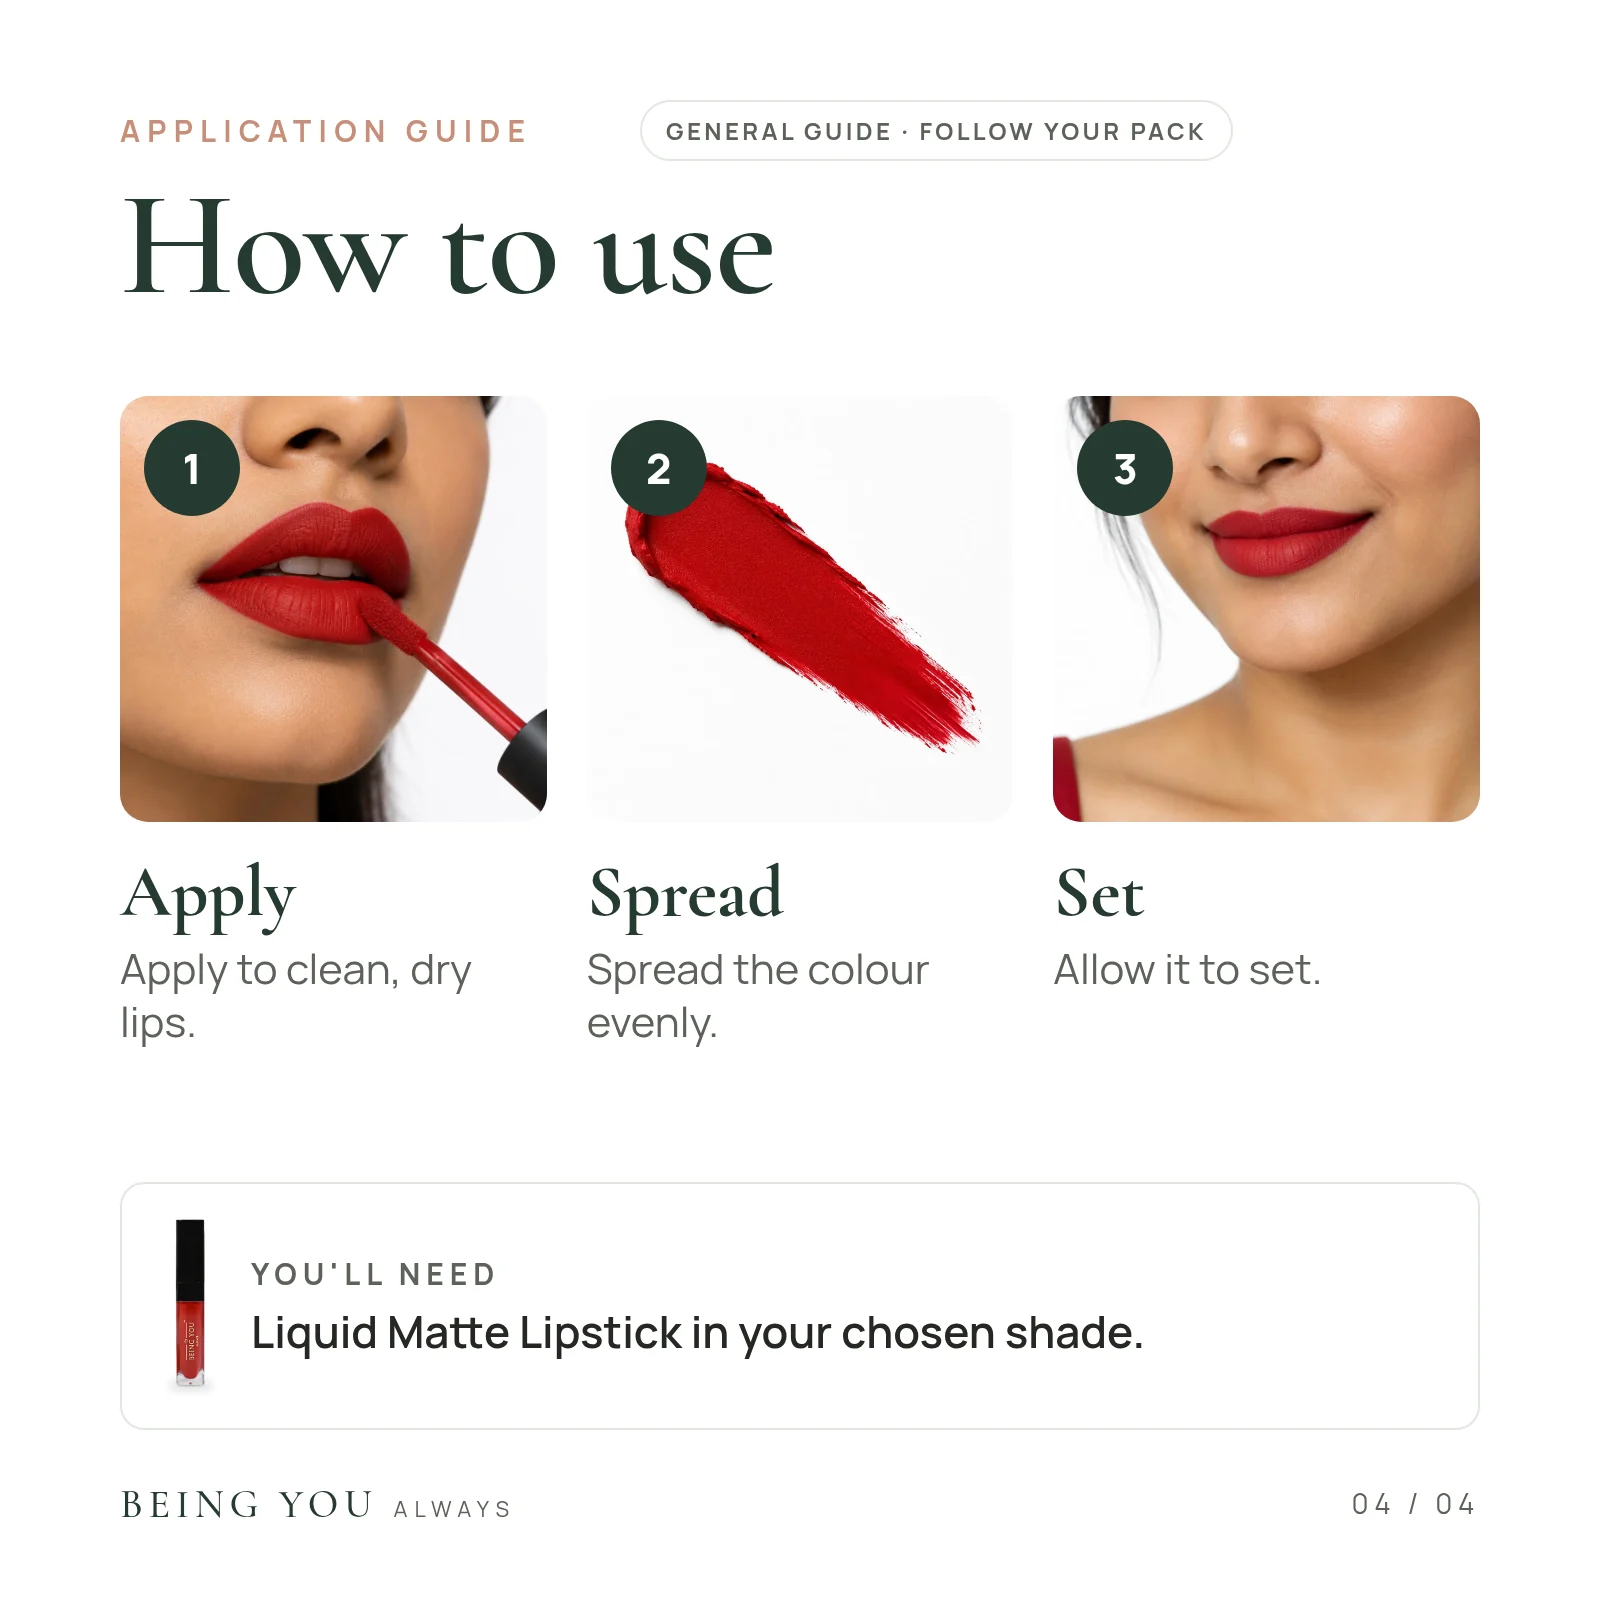 APPLICATION GUIDE
GENERAL GUIDE · FOLLOW YOUR PACK
How to use
1
2
3
Apply
Apply to clean, dry
lips.
Spread
Spread the colour
evenly.
Set
Allow it to set.
BEING YOU
YOU'LL NEED
Liquid Matte Lipstick in your chosen shade.
BEING YOU ALWAYS
04 / 04